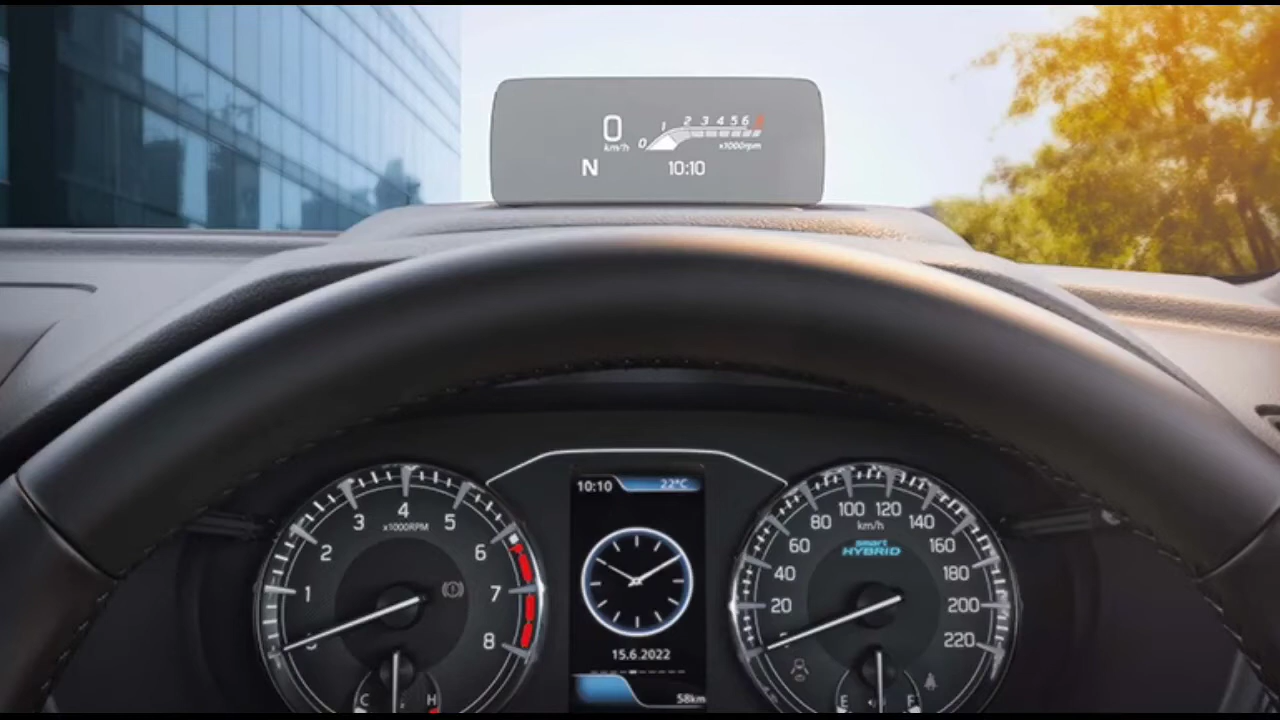 0 km/h
0 1 2 3 4 5 6
x1000rpm
N
10:10
10:10 22°C
15.6.2022
58km
1 2 3 4 5 6 7 8
x1000RPM
C H
20 40 60 80 100 120 140 160 180 200 220
km/h
smart
HYBRID
E F